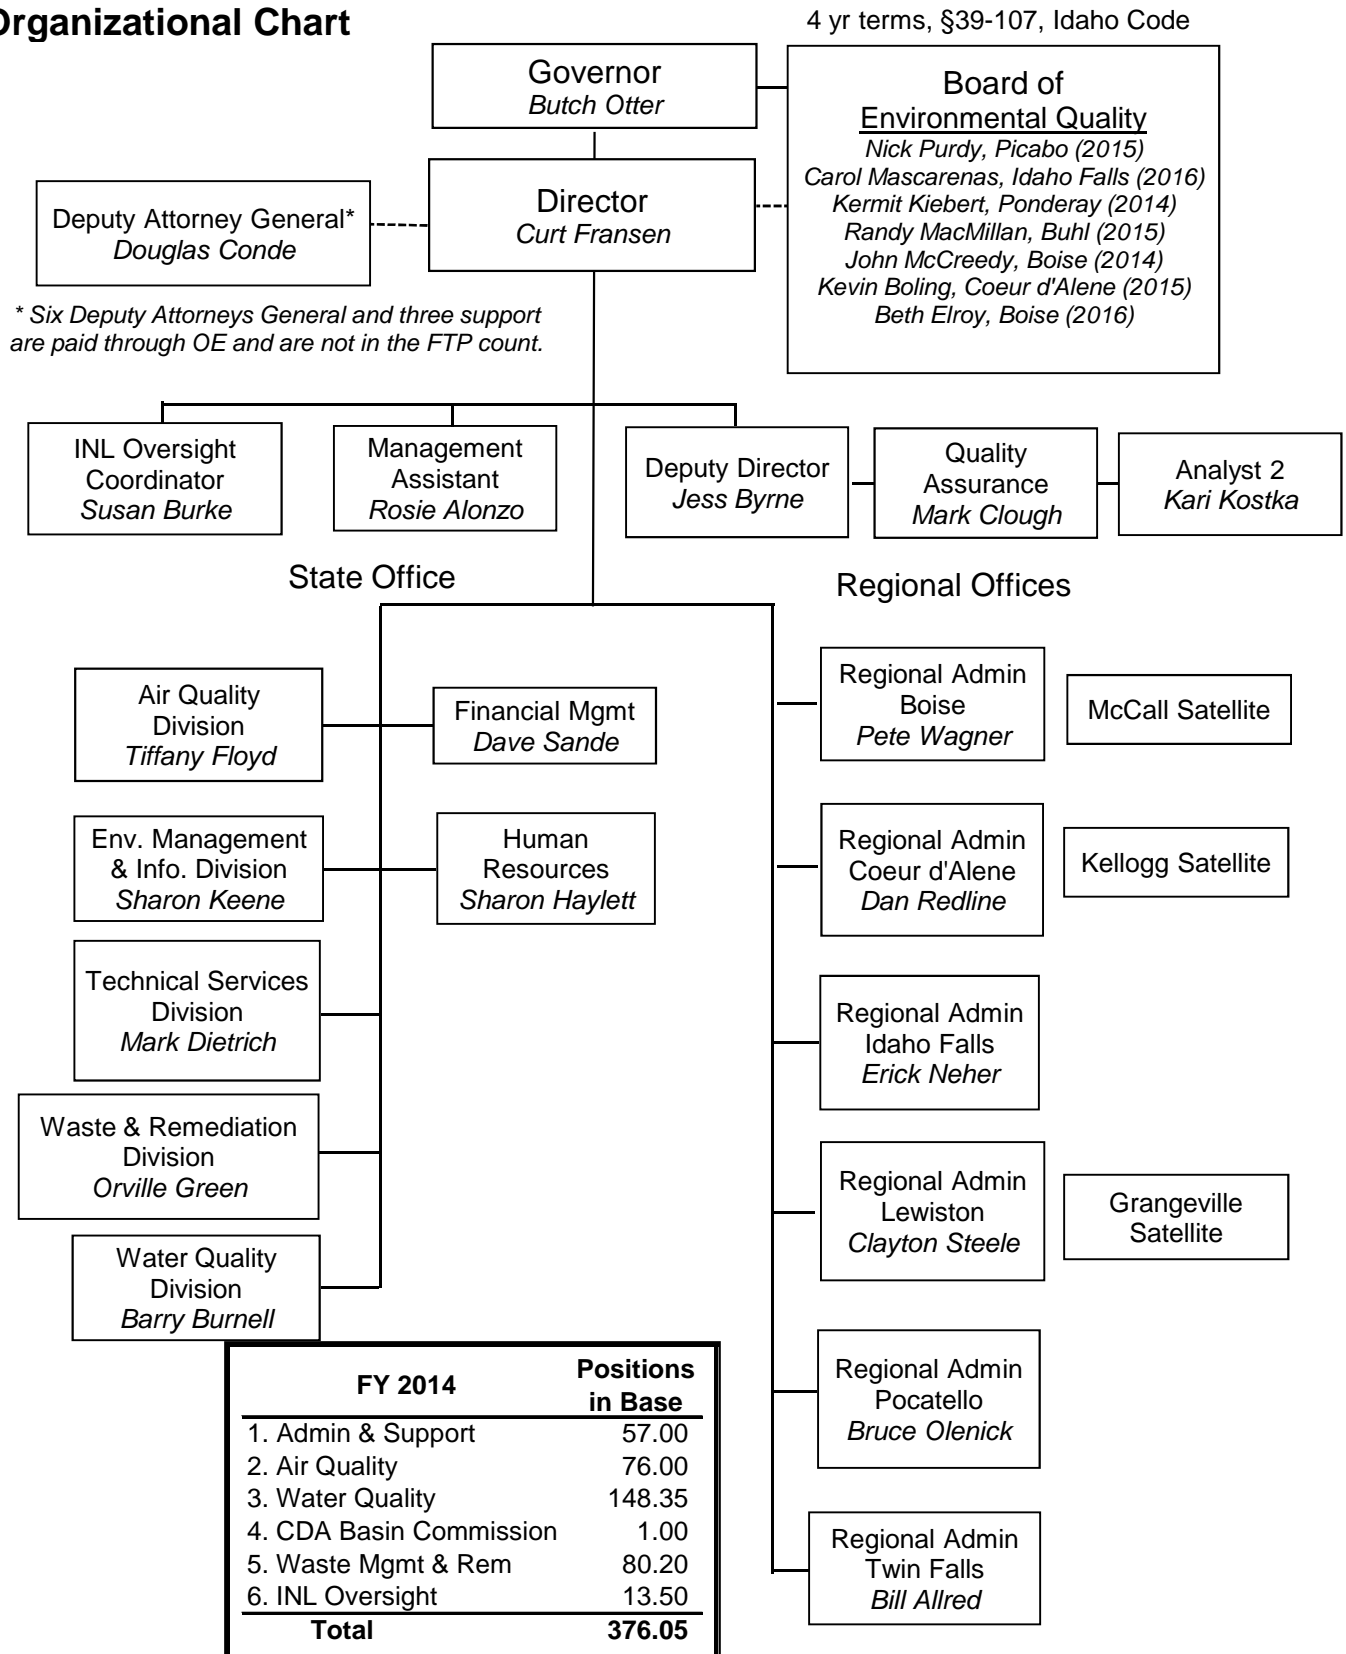 Organizational Chart
4 yr terms, §39-107, Idaho Code
Governor
Butch Otter
Board of
Environmental Quality
Nick Purdy, Picabo (2015)
Carol Mascarenas, Idaho Falls (2016)
Kermit Kiebert, Ponderay (2014)
Randy MacMillan, Buhl (2015)
John McCreedy, Boise (2014)
Kevin Boling, Coeur d'Alene (2015)
Beth Elroy, Boise (2016)
Director
Curt Fransen
Deputy Attorney General*
Douglas Conde
* Six Deputy Attorneys General and three support
are paid through OE and are not in the FTP count.
INL Oversight
Coordinator
Susan Burke
Management
Assistant
Rosie Alonzo
Deputy Director
Jess Byrne
Quality
Assurance
Mark Clough
Analyst 2
Kari Kostka
State Office
Regional Offices
Air Quality
Division
Tiffany Floyd
Financial Mgmt
Dave Sande
Env. Management
& Info. Division
Sharon Keene
Human
Resources
Sharon Haylett
Technical Services
Division
Mark Dietrich
Waste & Remediation
Division
Orville Green
Water Quality
Division
Barry Burnell
Regional Admin
Boise
Pete Wagner
McCall Satellite
Regional Admin
Coeur d'Alene
Dan Redline
Kellogg Satellite
Regional Admin
Idaho Falls
Erick Neher
Regional Admin
Lewiston
Clayton Steele
Grangeville
Satellite
Regional Admin
Pocatello
Bruce Olenick
Regional Admin
Twin Falls
Bill Allred
FY 2014 Positions
in Base
1. Admin & Support 57.00
2. Air Quality 76.00
3. Water Quality 148.35
4. CDA Basin Commission 1.00
5. Waste Mgmt & Rem 80.20
6. INL Oversight 13.50
Total 376.05